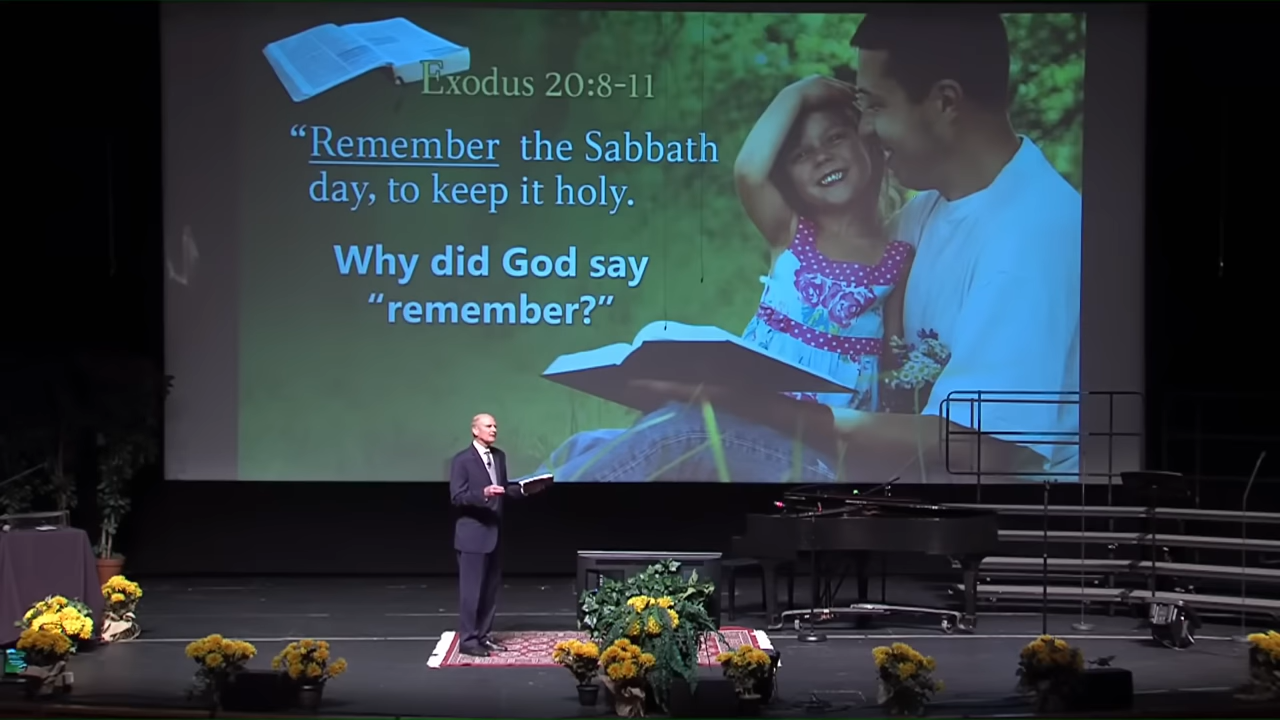 Exodus 20:8-11
“Remember the Sabbath
day, to keep it holy.
Why did God say
“remember?”